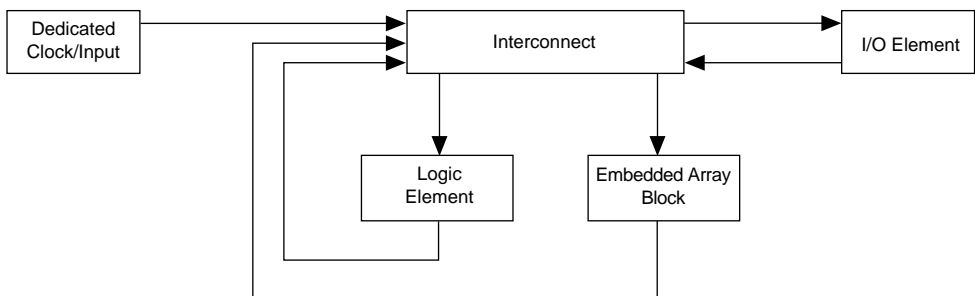 Dedicated
Clock/Input
Interconnect
I/O Element
Logic
Element
Embedded Array
Block